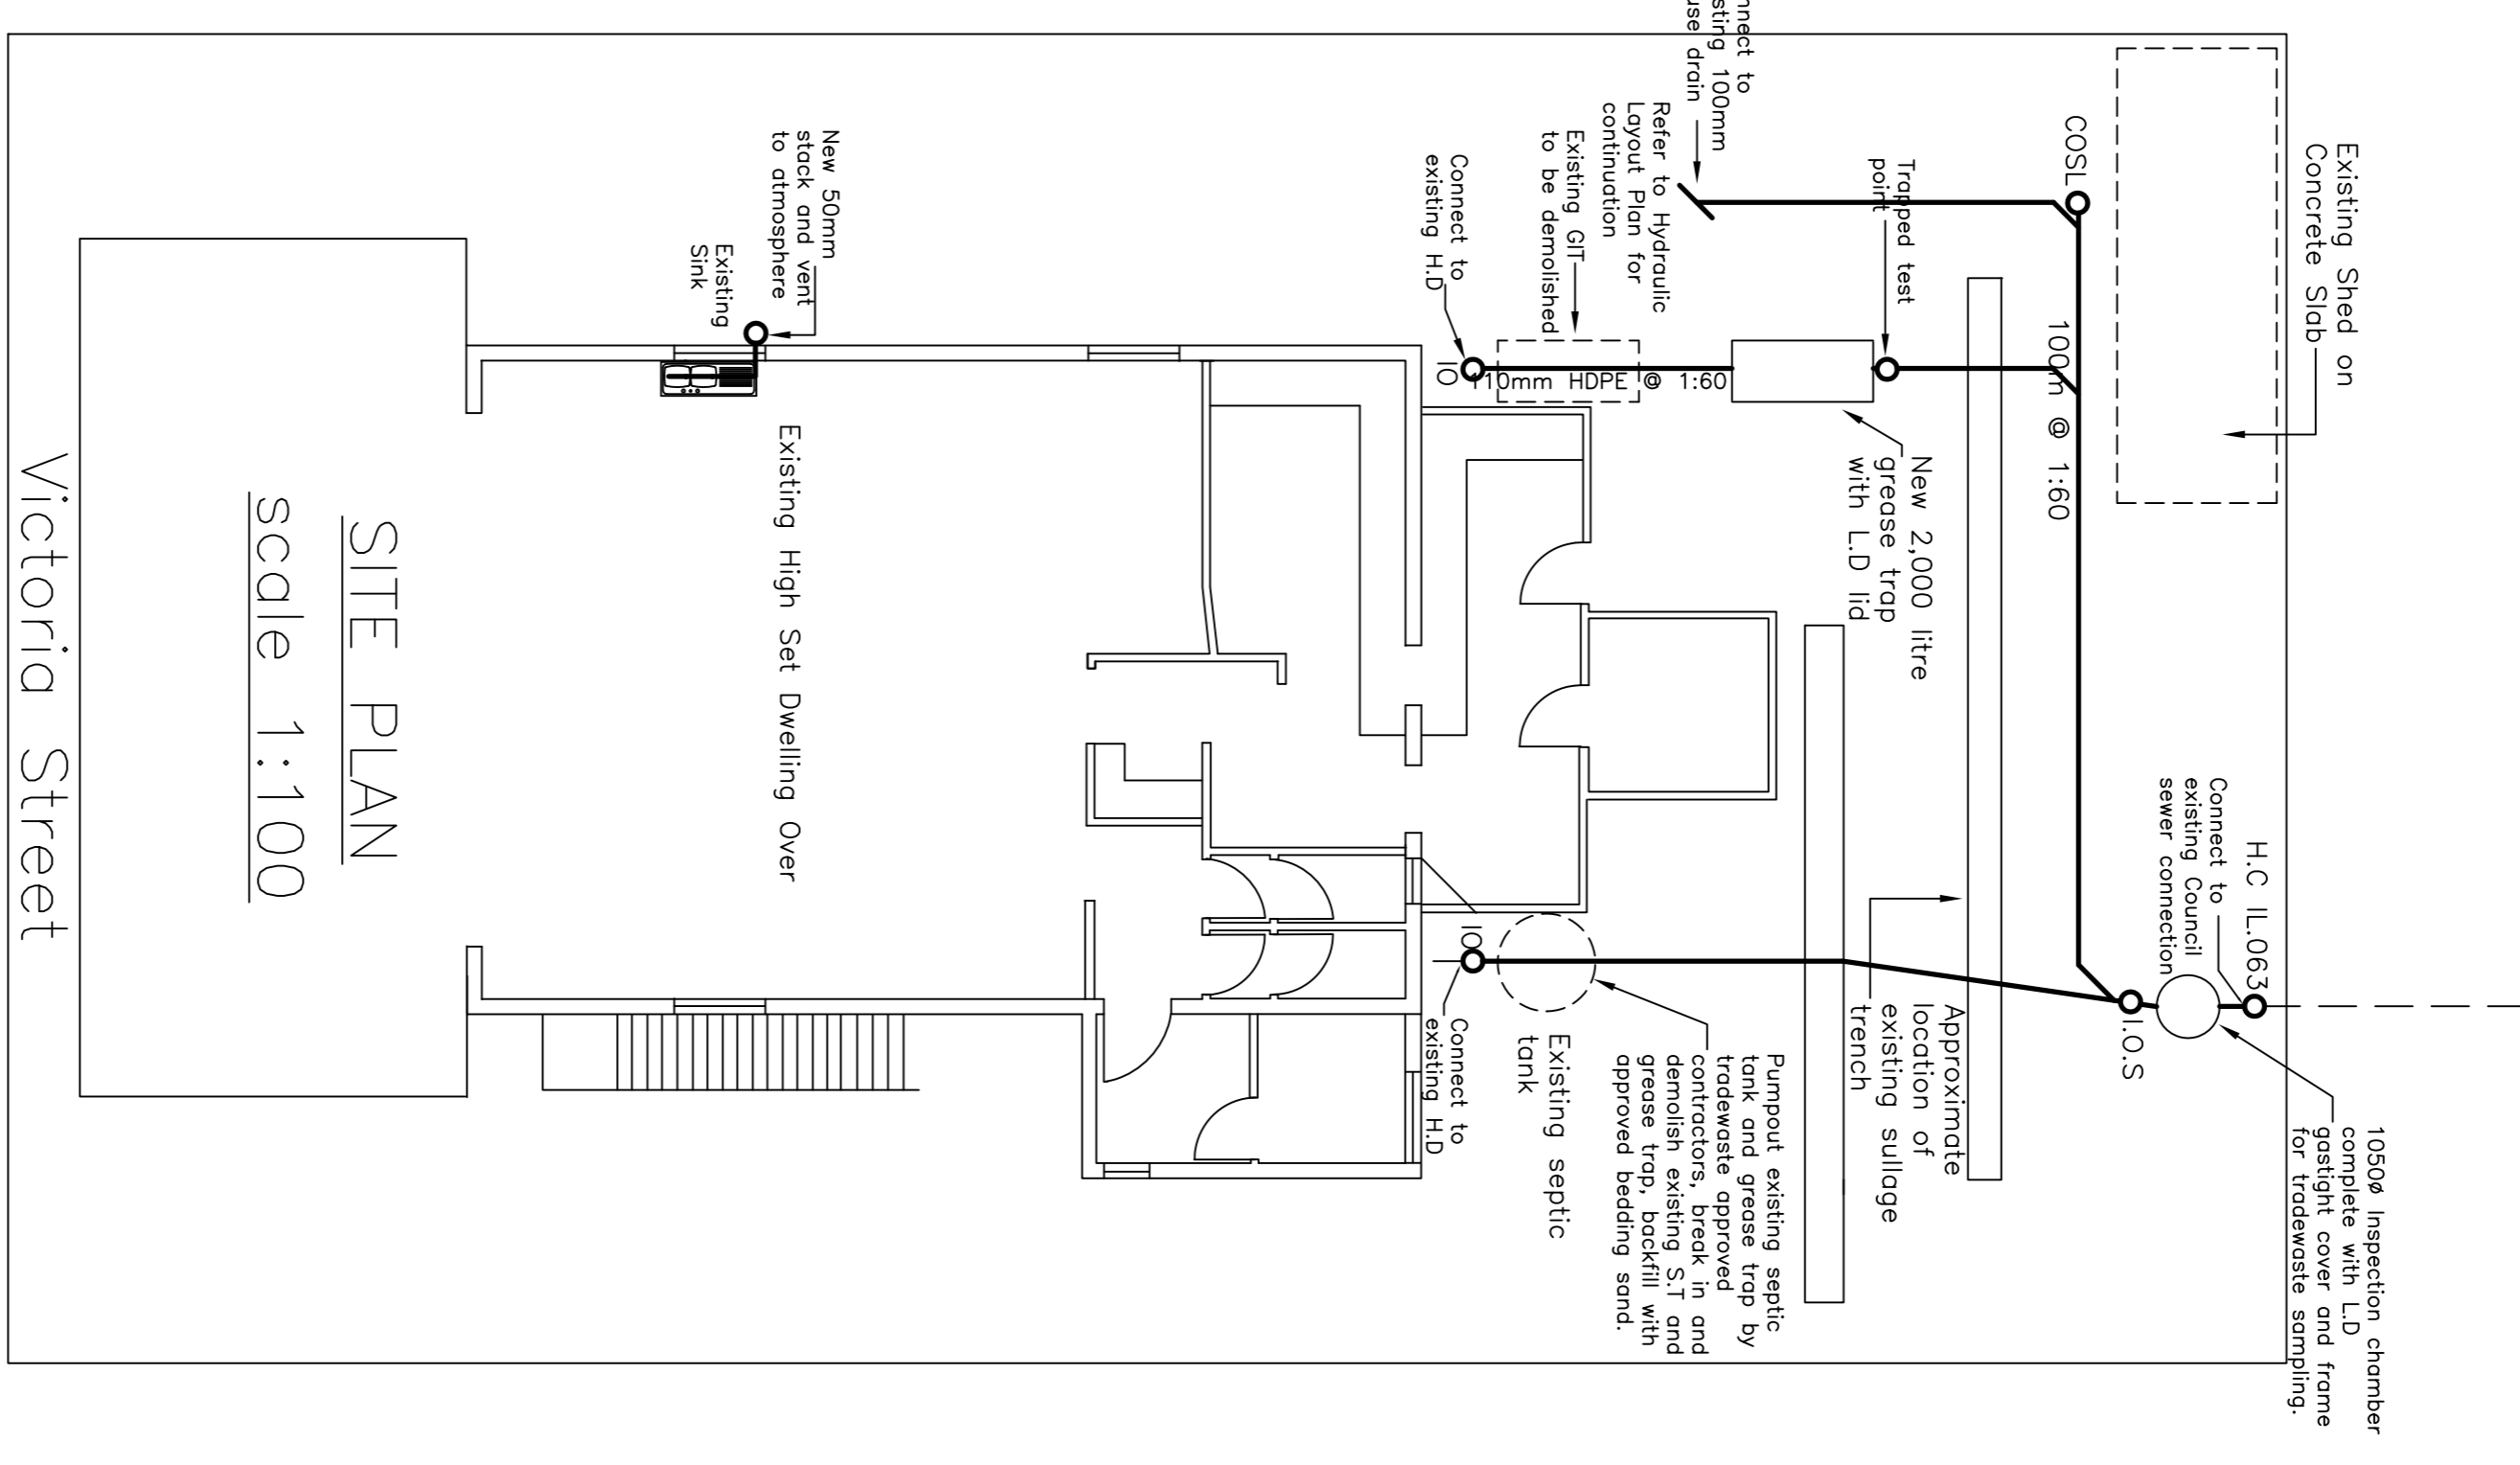 Existing Shed on
Concrete Slab
COSL
nnect to
sting 100mm
use drain
Refer to Hydraulic
Layout Plan for
continuation
Trapped test
point
Existing GIT
to be demolished
Connect to
existing H.D
IO
110mm HDPE @ 1:60
100m @ 1:60
New 2,000 litre
grease trap
with L.D lid
New 50mm
stack and vent
to atmosphere
Existing
Sink
Existing High Set Dwelling Over
H.C IL.063
Connect to
existing Council
sewer connection
I.O.S
1050ø Inspection chamber
complete with L.D
gastight cover and frame
for tradewaste sampling.
Approximate
location of
existing sullage
trench
Pumpout existing septic
tank and grease trap by
tradewaste approved
contractors, break in and
demolish existing S.T and
grease trap, backfill with
approved bedding sand.
Existing septic
tank
IO
Connect to
existing H.D
SITE PLAN
Scale 1:100
Victoria Street